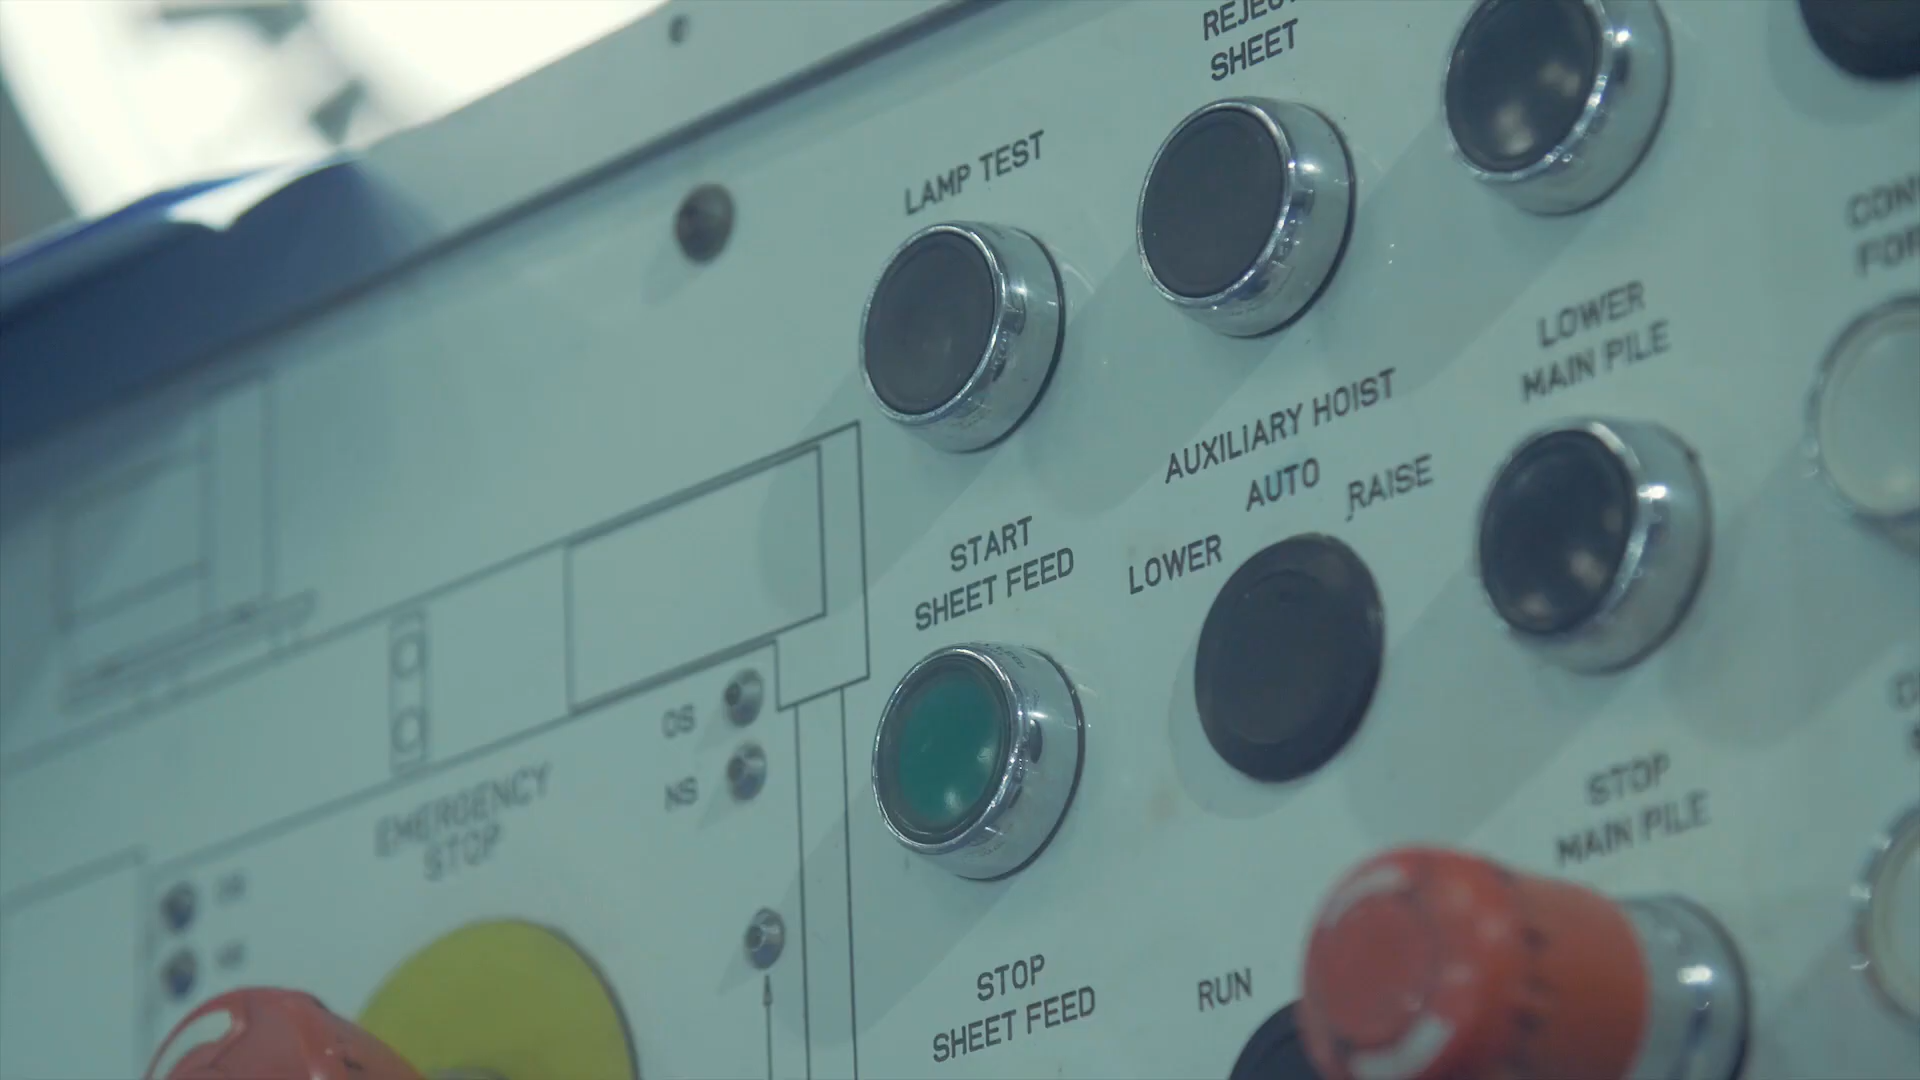 REJECT
SHEET
LAMP TEST
LOWER
MAIN PILE
AUXILIARY HOIST
AUTO
RAISE
LOWER
START
SHEET FEED
OS
NS
EMERGENCY
STOP
STOP
MAIN PILE
STOP
SHEET FEED
RUN